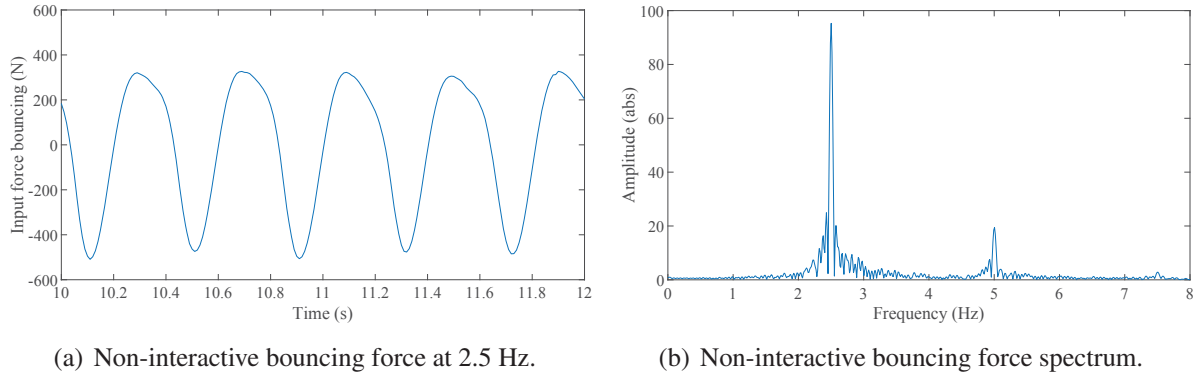 600
400
200
0
-200
-400
-600
Input force bouncing (N)
10 10.2 10.4 10.6 10.8 11 11.2 11.4 11.6 11.8 12
Time (s)
(a) Non-interactive bouncing force at 2.5 Hz.
100
80
60
40
20
0
Amplitude (abs)
0 1 2 3 4 5 6 7 8
Frequency (Hz)
(b) Non-interactive bouncing force spectrum.